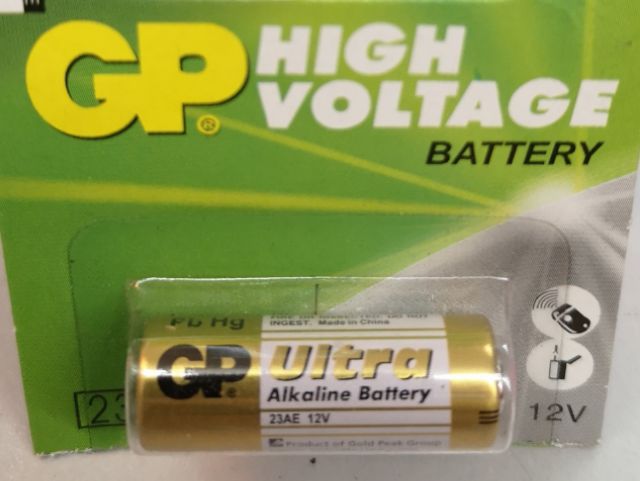 GP® HIGH
VOLTAGE
BATTERY
Pb Hg
INGEST. Made in China
GP® Ultra
Alkaline Battery
23AE 12V
Product of Gold Peak Group
12V